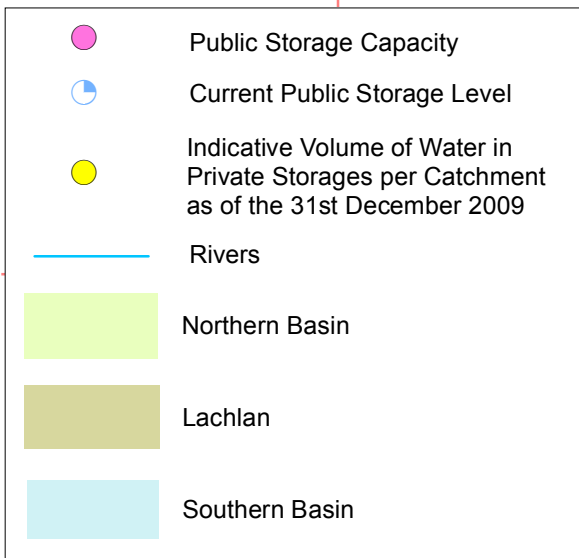 Public Storage Capacity
Current Public Storage Level
Indicative Volume of Water in
Private Storages per Catchment
as of the 31st December 2009
Rivers
Northern Basin
Lachlan
Southern Basin